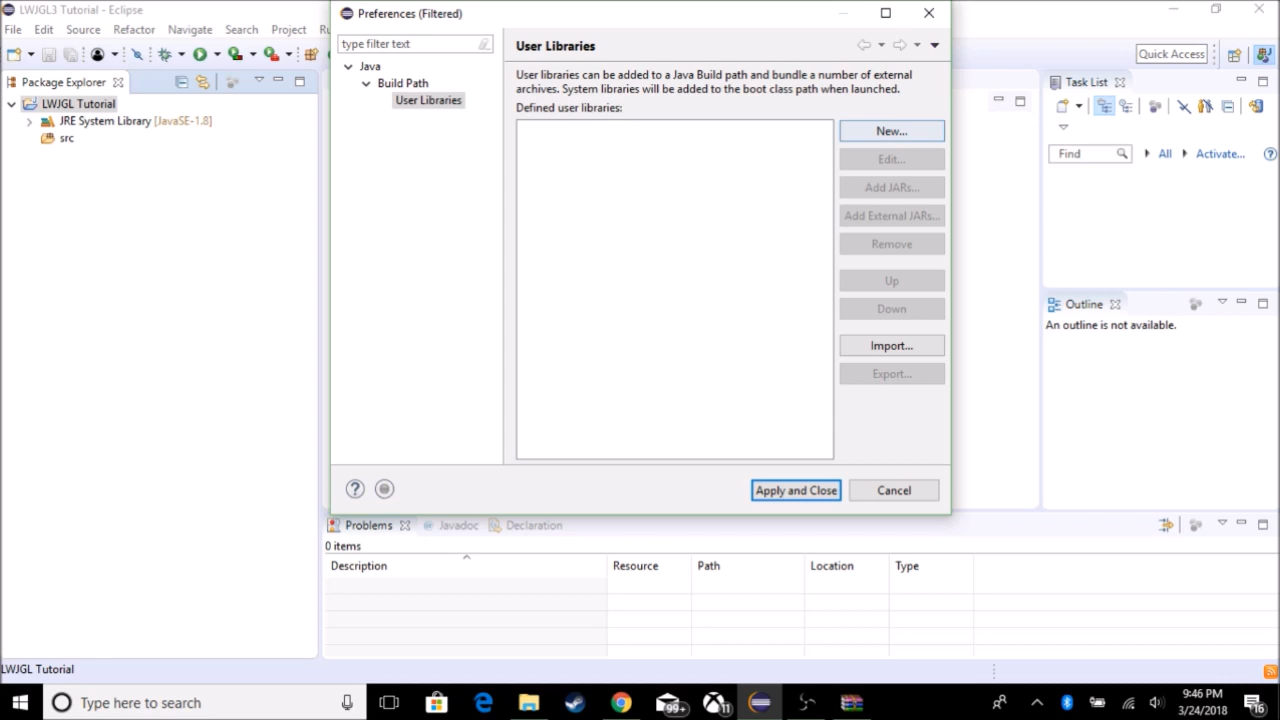 LWJGL3 Tutorial - Eclipse
File Edit Source Refactor Navigate Search Project Ru
Quick Access
Package Explorer
LWJGL Tutorial
JRE System Library [JavaSE-1.8]
src
Preferences (Filtered)
type filter text
Java
Build Path
User Libraries
User Libraries
User libraries can be added to a Java Build path and bundle a number of external
archives. System libraries will be added to the boot class path when launched.
Defined user libraries:
New...
Edit...
Add JARs...
Add External JARs...
Remove
Up
Down
Import...
Export...
Apply and Close
Cancel
Task List
Find
All
Activate...
Outline
An outline is not available.
Problems Javadoc Declaration
0 items
Description Resource Path Location Type
LWJGL Tutorial
Type here to search
99+
11
9:46 PM
3/24/2018
16